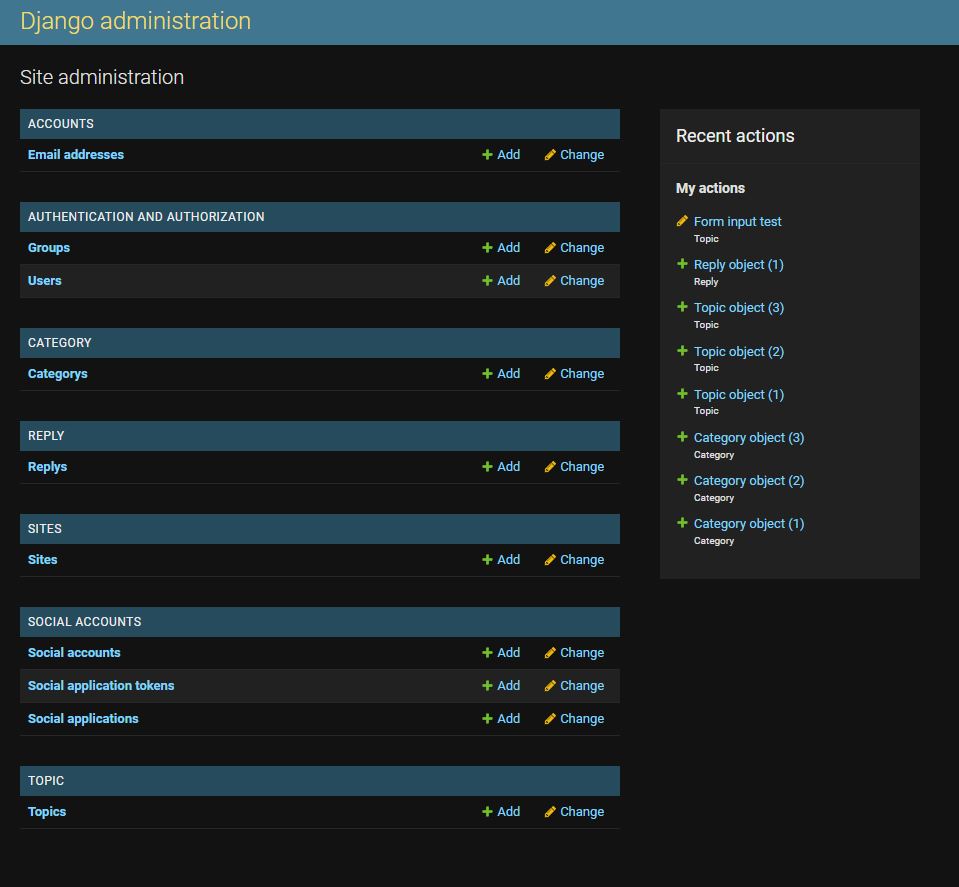 Django administration
Site administration
ACCOUNTS
Email addresses Add Change
AUTHENTICATION AND AUTHORIZATION
Groups Add Change
Users Add Change
CATEGORY
Categorys Add Change
REPLY
Replys Add Change
SITES
Sites Add Change
SOCIAL ACCOUNTS
Social accounts Add Change
Social application tokens Add Change
Social applications Add Change
TOPIC
Topics Add Change
Recent actions
My actions
Form input test
Topic
Reply object (1)
Reply
Topic object (3)
Topic
Topic object (2)
Topic
Topic object (1)
Topic
Category object (3)
Category
Category object (2)
Category
Category object (1)
Category